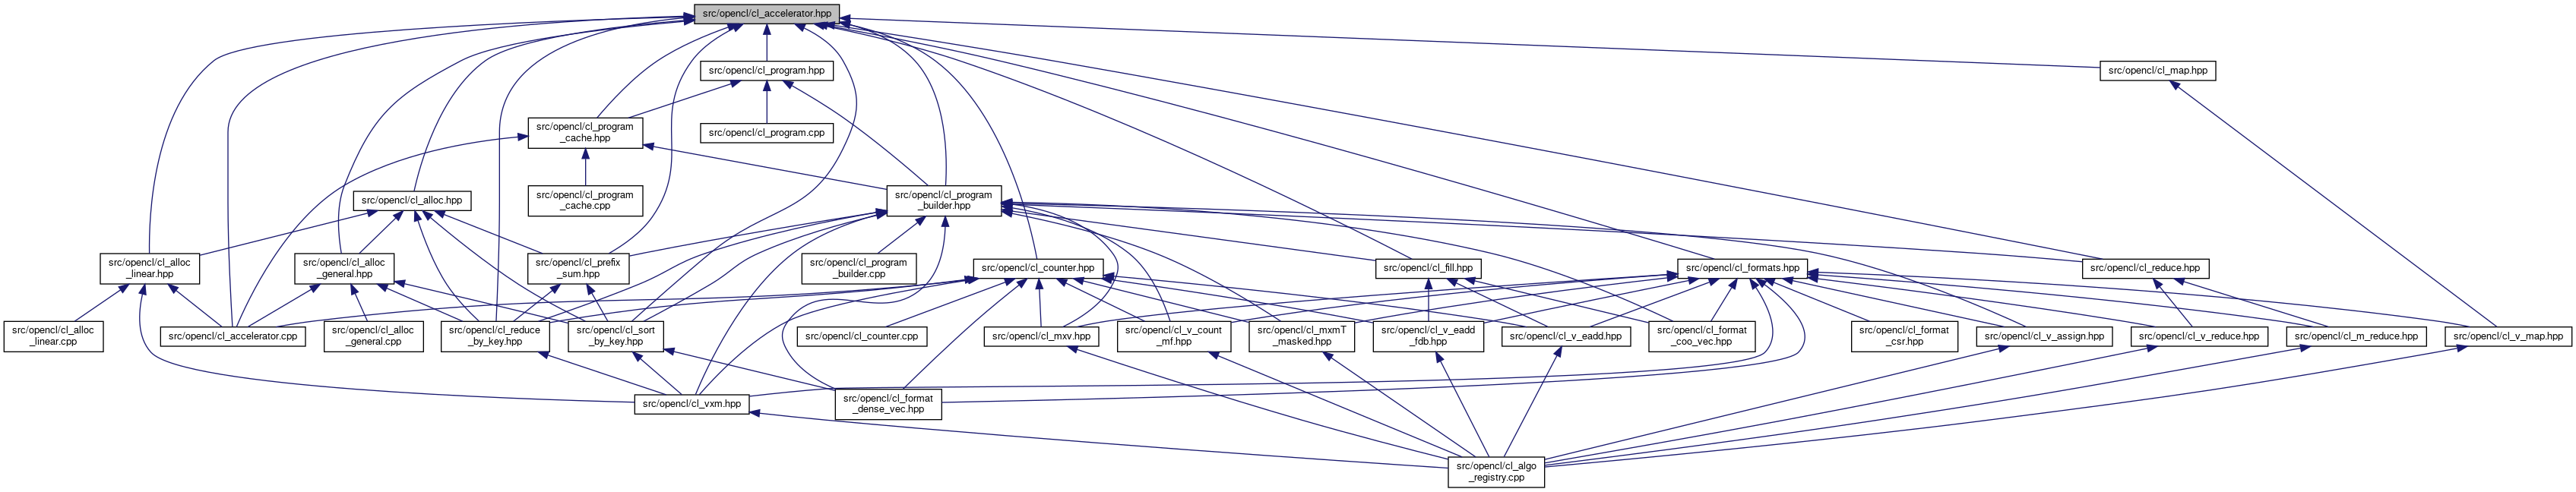 src/opencl/cl_accelerator.hpp
src/opencl/cl_program.hpp
src/opencl/cl_map.hpp
src/opencl/cl_program
_cache.hpp
src/opencl/cl_program.cpp
src/opencl/cl_alloc.hpp
src/opencl/cl_program
_cache.cpp
src/opencl/cl_program
_builder.hpp
src/opencl/cl_alloc
_linear.hpp
src/opencl/cl_alloc
_general.hpp
src/opencl/cl_prefix
_sum.hpp
src/opencl/cl_program
_builder.cpp
src/opencl/cl_counter.hpp
src/opencl/cl_fill.hpp
src/opencl/cl_formats.hpp
src/opencl/cl_reduce.hpp
src/opencl/cl_alloc
_linear.cpp
src/opencl/cl_accelerator.cpp
src/opencl/cl_alloc
_general.cpp
src/opencl/cl_reduce
_by_key.hpp
src/opencl/cl_sort
_by_key.hpp
src/opencl/cl_counter.cpp
src/opencl/cl_mxv.hpp
src/opencl/cl_v_count
_mf.hpp
src/opencl/cl_mxmT
_masked.hpp
src/opencl/cl_v_eadd
_fdb.hpp
src/opencl/cl_v_eadd.hpp
src/opencl/cl_format
_coo_vec.hpp
src/opencl/cl_format
_csr.hpp
src/opencl/cl_v_assign.hpp
src/opencl/cl_v_reduce.hpp
src/opencl/cl_m_reduce.hpp
src/opencl/cl_v_map.hpp
src/opencl/cl_vxm.hpp
src/opencl/cl_format
_dense_vec.hpp
src/opencl/cl_algo
_registry.cpp